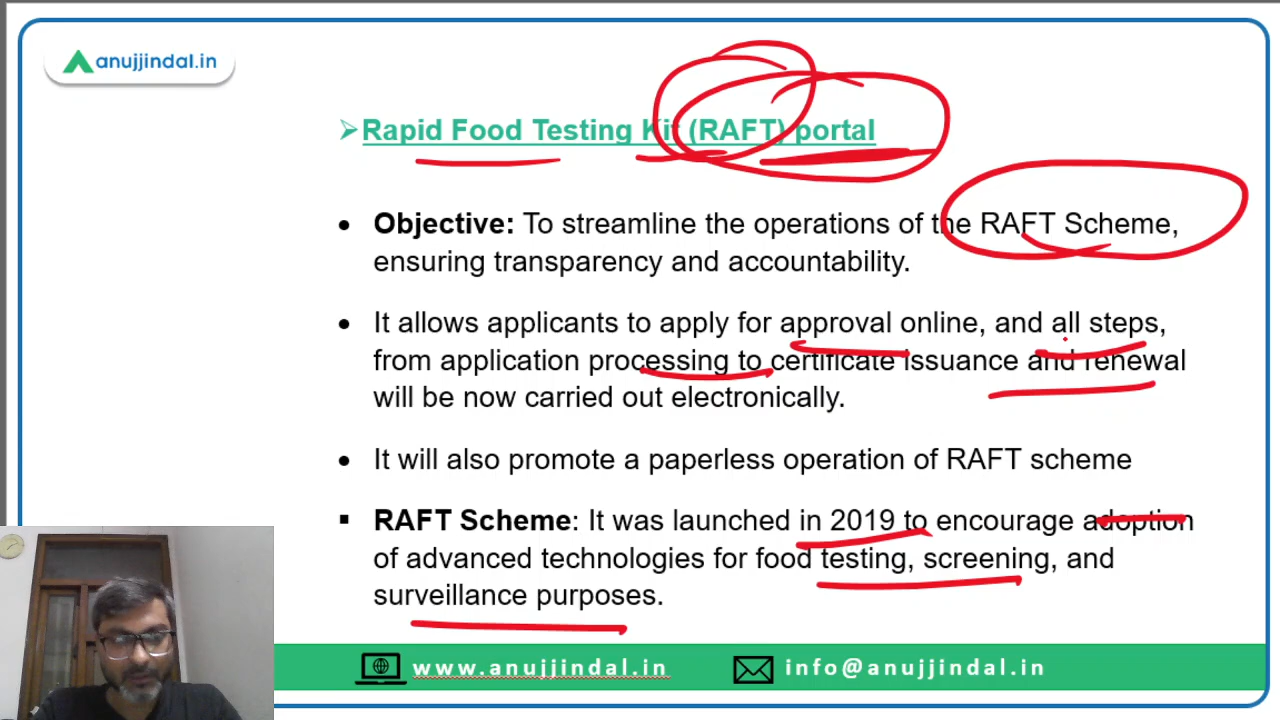 anujjindal.in
➢Rapid Food Testing Kit (RAFT) portal
• Objective: To streamline the operations of the RAFT Scheme,
ensuring transparency and accountability.
• It allows applicants to apply for approval online, and all steps,
from application processing to certificate issuance and renewal
will be now carried out electronically.
• It will also promote a paperless operation of RAFT scheme
▪ RAFT Scheme: It was launched in 2019 to encourage adoption
of advanced technologies for food testing, screening, and
surveillance purposes.
www.anujjindal.in info@anujjindal.in